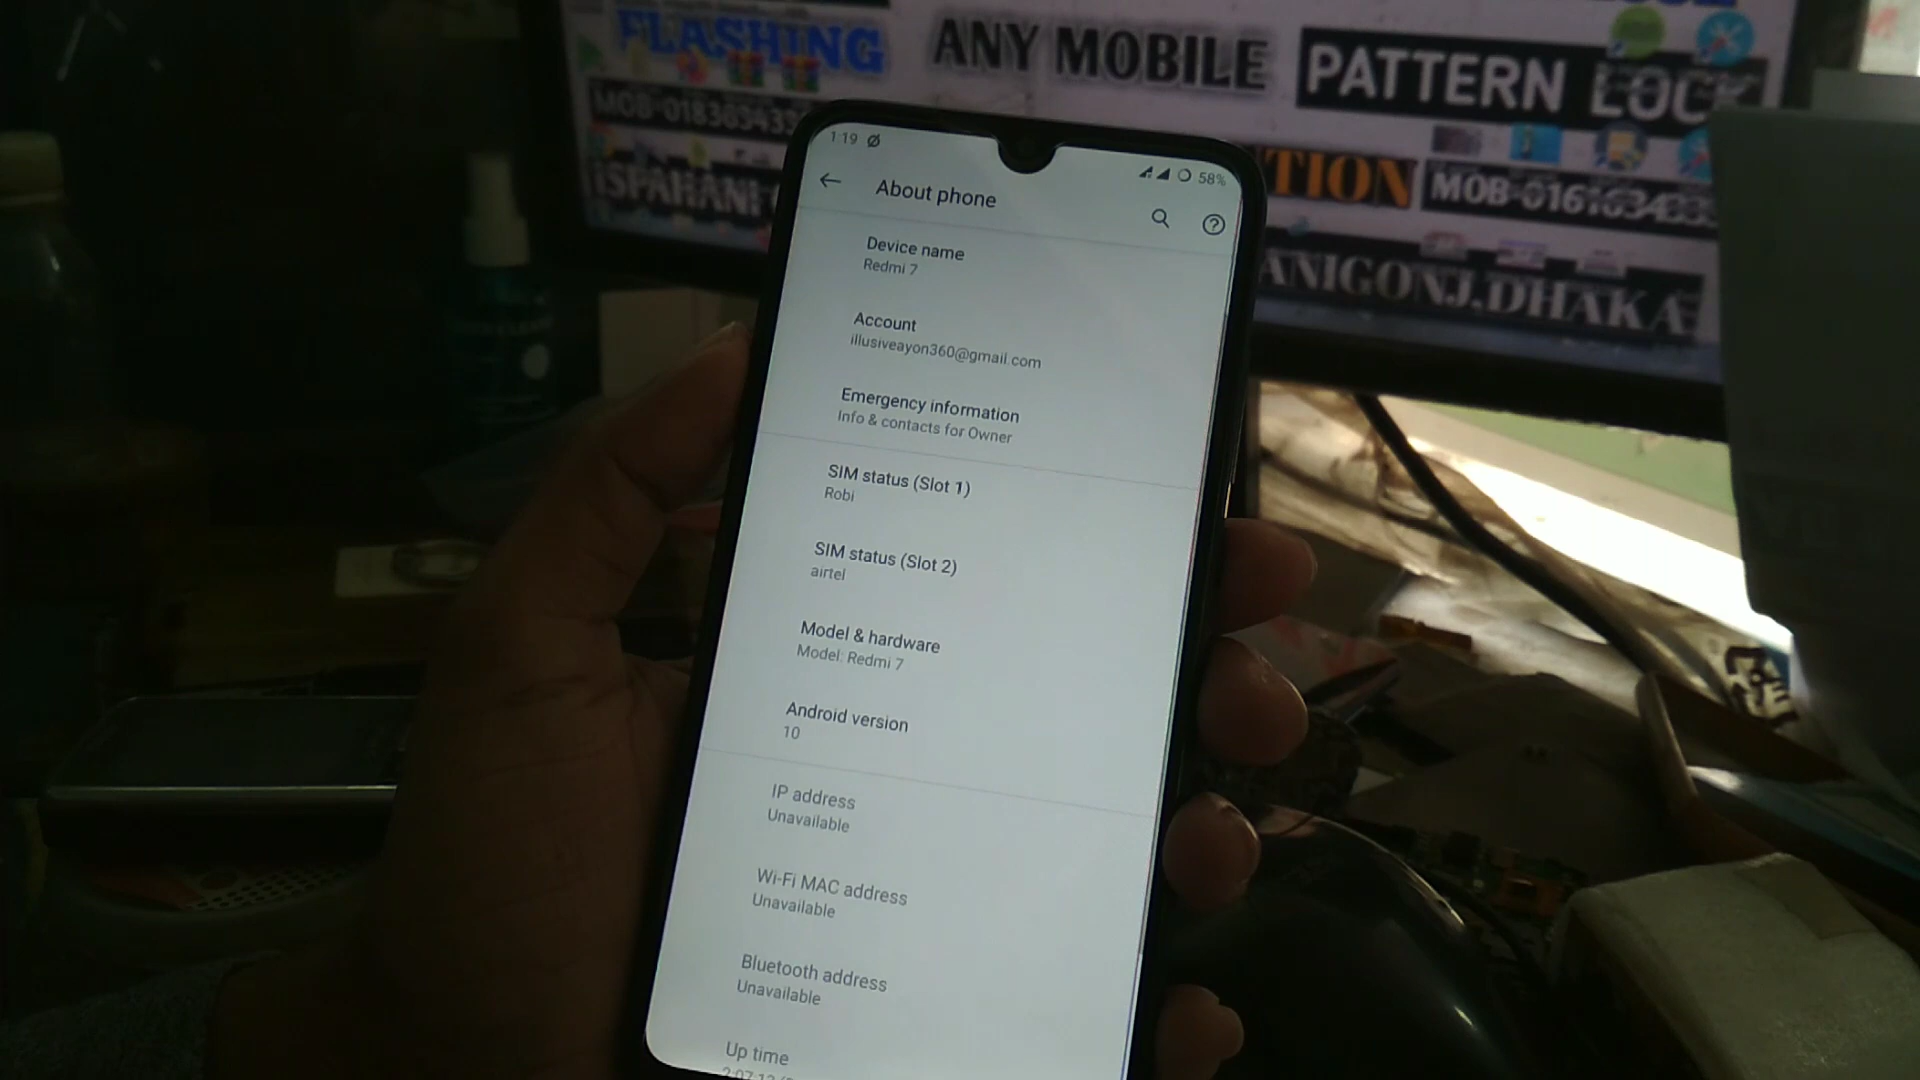 FLASHING ANY MOBILE PATTERN LOCK
ISPAHANI
TION
ANIGONJ,DHAKA
1:19
58%
About phone
Device name
Redmi 7
Account
illusiveayon360@gmail.com
Emergency information
Info & contacts for Owner
SIM status (Slot 1)
Robi
SIM status (Slot 2)
airtel
Model & hardware
Model: Redmi 7
Android version
10
IP address
Unavailable
Wi-Fi MAC address
Unavailable
Bluetooth address
Unavailable
Up time